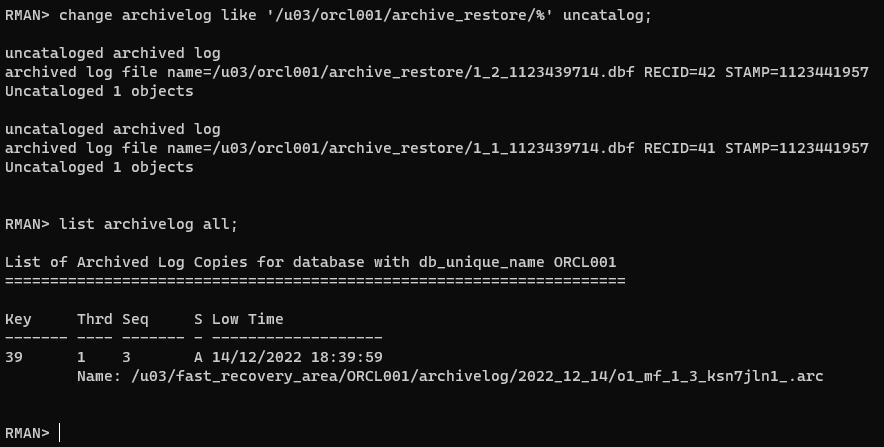 RMAN> change archivelog like '/u03/orcl001/archive_restore/%' uncatalog;
uncataloged archived log
archived log file name=/u03/orcl001/archive_restore/1_2_1123439714.dbf RECID=42 STAMP=1123441957
Uncataloged 1 objects
uncataloged archived log
archived log file name=/u03/orcl001/archive_restore/1_1_1123439714.dbf RECID=41 STAMP=1123441957
Uncataloged 1 objects
RMAN> list archivelog all;
List of Archived Log Copies for database with db_unique_name ORCL001
=====================================================================
Key     Thrd Seq     S Low Time
------- ---- ------- - -------------------
39      1    3       A 14/12/2022 18:39:59
        Name: /u03/fast_recovery_area/ORCL001/archivelog/2022_12_14/o1_mf_1_3_ksn7jln1_.arc
RMAN>